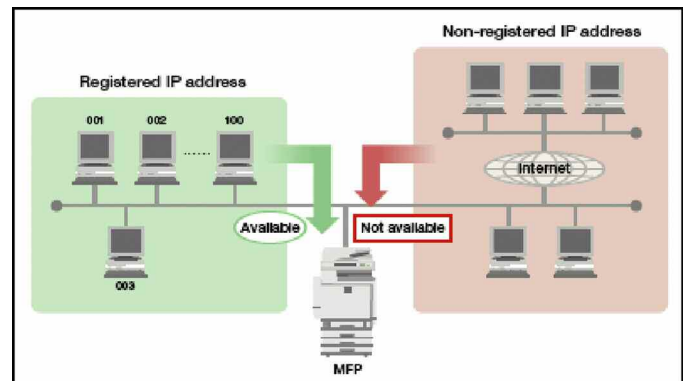 Non-registered IP address
Registered IP address
001 002 ...... 100
Internet
Available
Not available
003
MFP